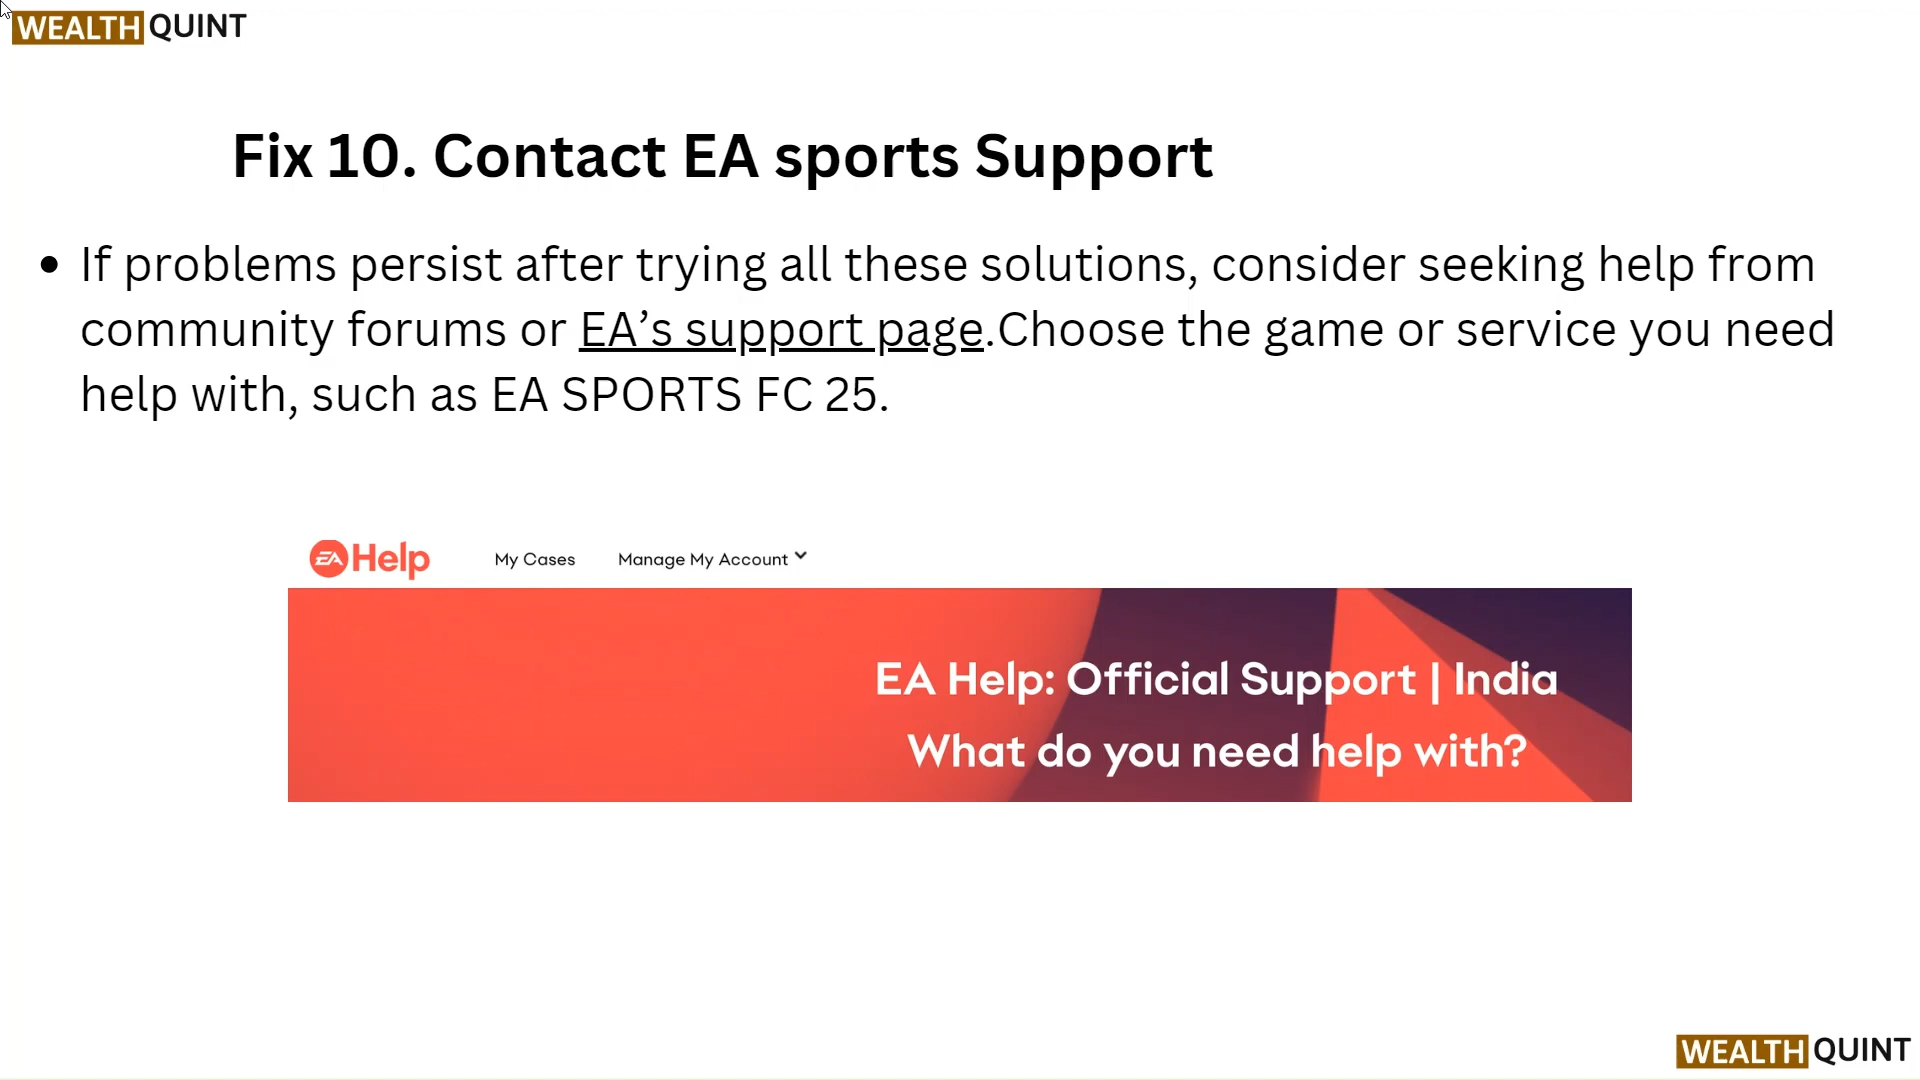 WEALTH QUINT
Fix 10. Contact EA sports Support
• If problems persist after trying all these solutions, consider seeking help from
community forums or EA’s support page.Choose the game or service you need
help with, such as EA SPORTS FC 25.
EA Help My Cases Manage My Account
EA Help: Official Support | India
What do you need help with?
WEALTH QUINT